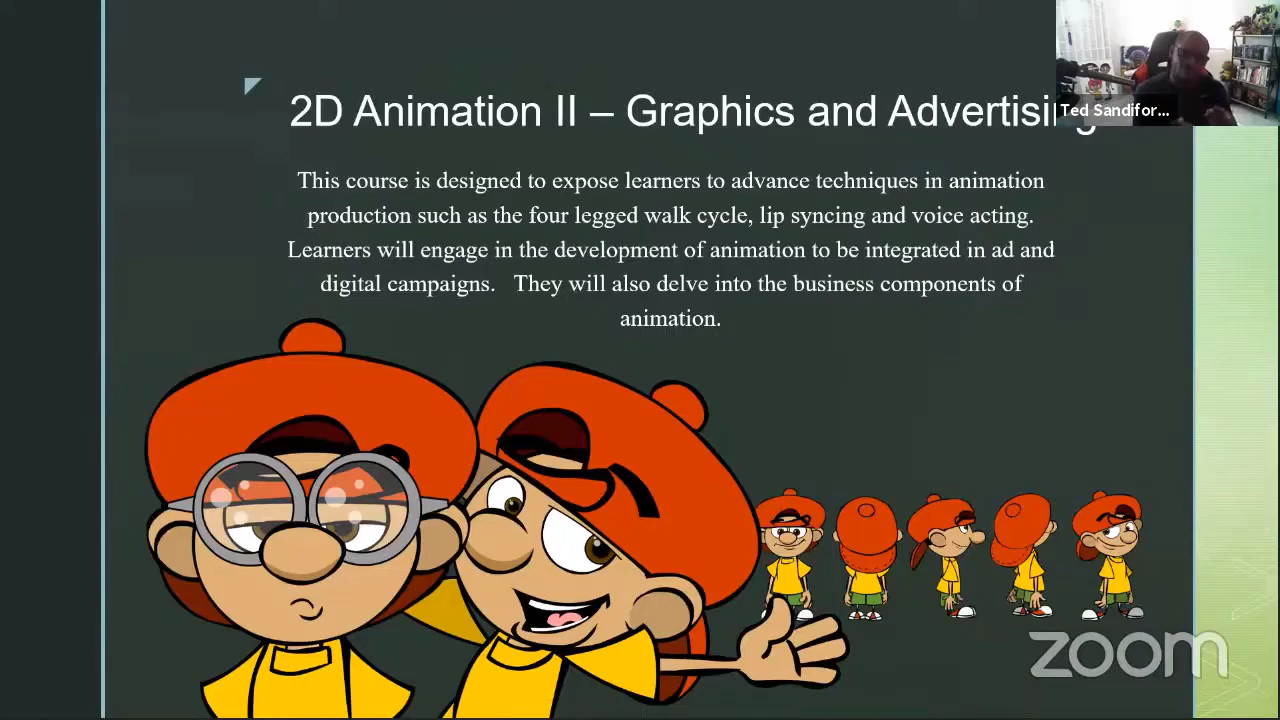 2D Animation II – Graphics and Advertising
Ted Sandifor...
This course is designed to expose learners to advance techniques in animation
production such as the four legged walk cycle, lip syncing and voice acting.
Learners will engage in the development of animation to be integrated in ad and
digital campaigns. They will also delve into the business components of
animation.
zoom